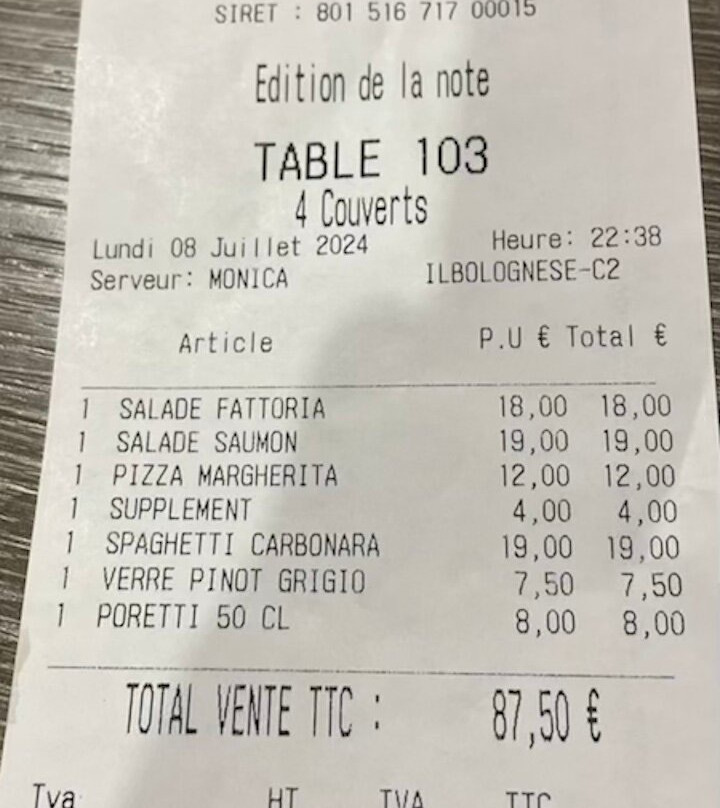 SIRET : 801 516 717 00015
Edition de la note
TABLE 103
4 Couverts
Lundi 08 Juillet 2024 Heure: 22:38
Serveur: MONICA ILBOLOGNESE-C2
Article P.U € Total €
1 SALADE FATTORIA 18,00 18,00
1 SALADE SAUMON 19,00 19,00
1 PIZZA MARGHERITA 12,00 12,00
1 SUPPLEMENT 4,00 4,00
1 SPAGHETTI CARBONARA 19,00 19,00
1 VERRE PINOT GRIGIO 7,50 7,50
1 PORETTI 50 CL 8,00 8,00
TOTAL VENTE TTC : 87,50 €
Tva HT TVA TTC